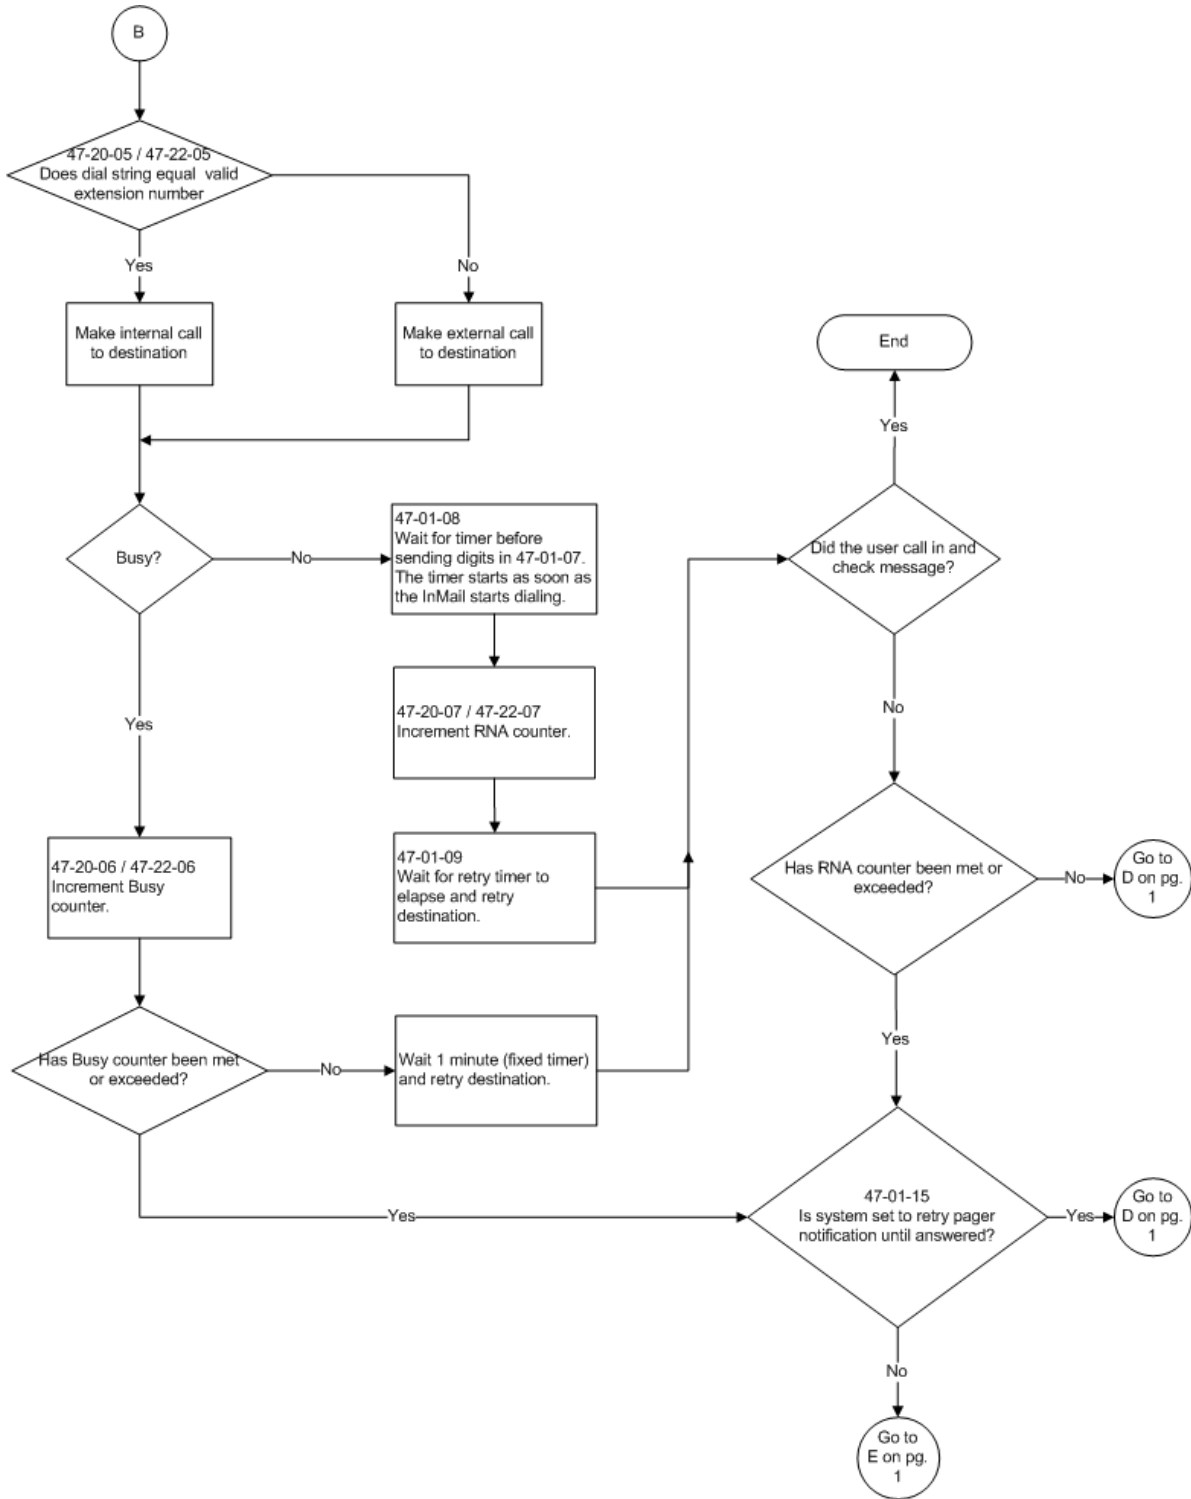 B
47-20-05 / 47-22-05
Does dial string equal valid
extension number
Yes
No
Make internal call
to destination
Make external call
to destination
End
Yes
Busy?
No
47-01-08
Wait for timer before
sending digits in 47-01-07.
The timer starts as soon as
the InMail starts dialing.
Did the user call in and
check message?
Yes
47-20-07 / 47-22-07
Increment RNA counter.
No
47-20-06 / 47-22-06
Increment Busy
counter.
47-01-09
Wait for retry timer to
elapse and retry
destination.
Has RNA counter been met or
exceeded?
No
Go to
D on pg.
1
Has Busy counter been met
or exceeded?
No
Wait 1 minute (fixed timer)
and retry destination.
Yes
Yes
47-01-15
Is system set to retry pager
notification until answered?
Yes
Go to
D on pg.
1
No
Go to
E on pg.
1